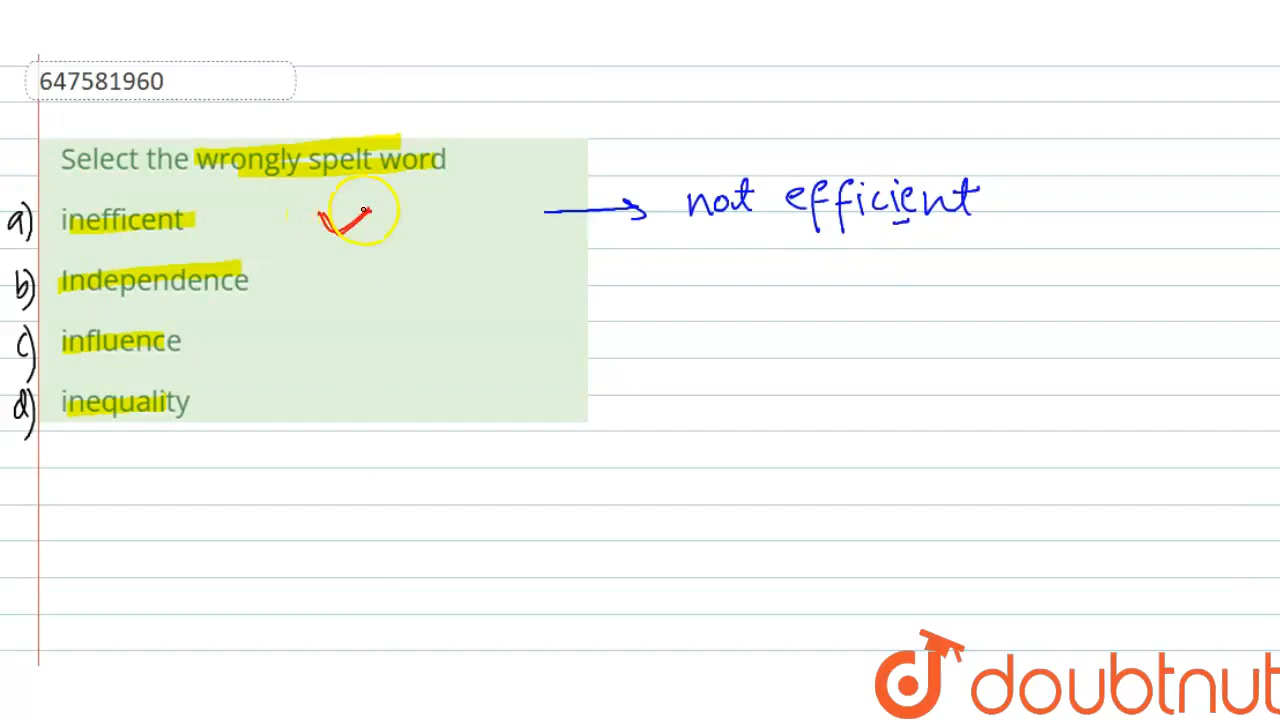 647581960
Select the wrongly spelt word
a) inefficent → not efficient
b) Independence
c) influence
d) inequality
doubtnut